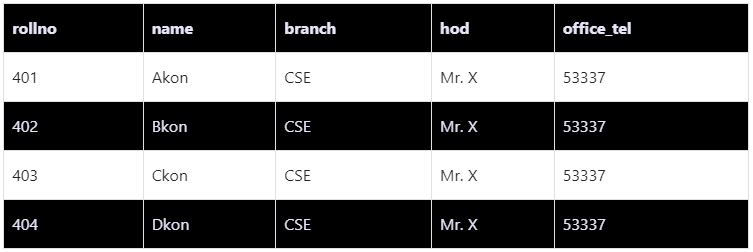 rollno name branch hod office_tel
401 Akon CSE Mr. X 53337
402 Bkon CSE Mr. X 53337
403 Ckon CSE Mr. X 53337
404 Dkon CSE Mr. X 53337